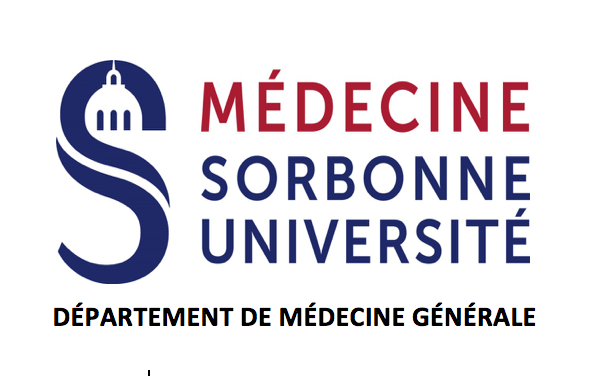 MÉDECINE
SORBONNE
UNIVERSITÉ
DÉPARTEMENT DE MÉDECINE GÉNÉRALE